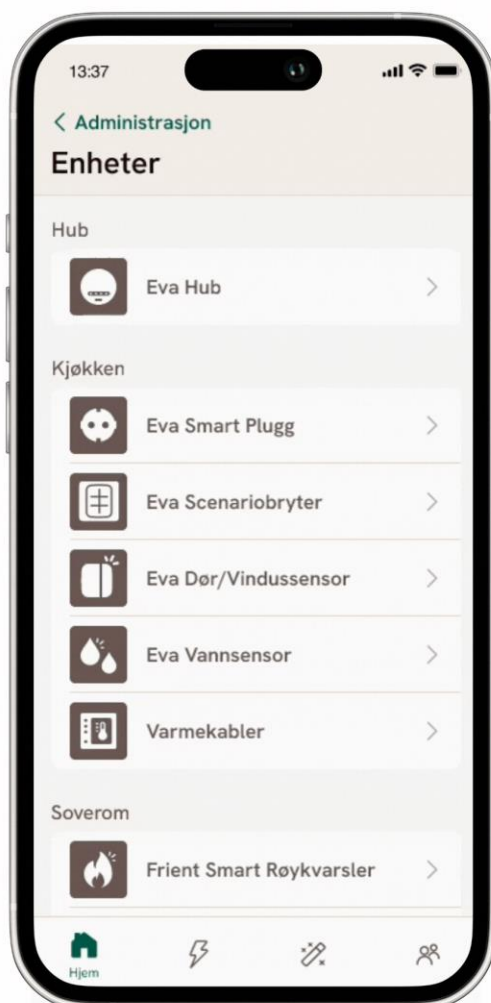 13:37
Administrasjon
Enheter
Hub
Eva Hub
Kjøkken
Eva Smart Plugg
Eva Scenariobryter
Eva Dør/Vindussensor
Eva Vannsensor
Varmekabler
Soverom
Frient Smart Røykvarsler
Hjem